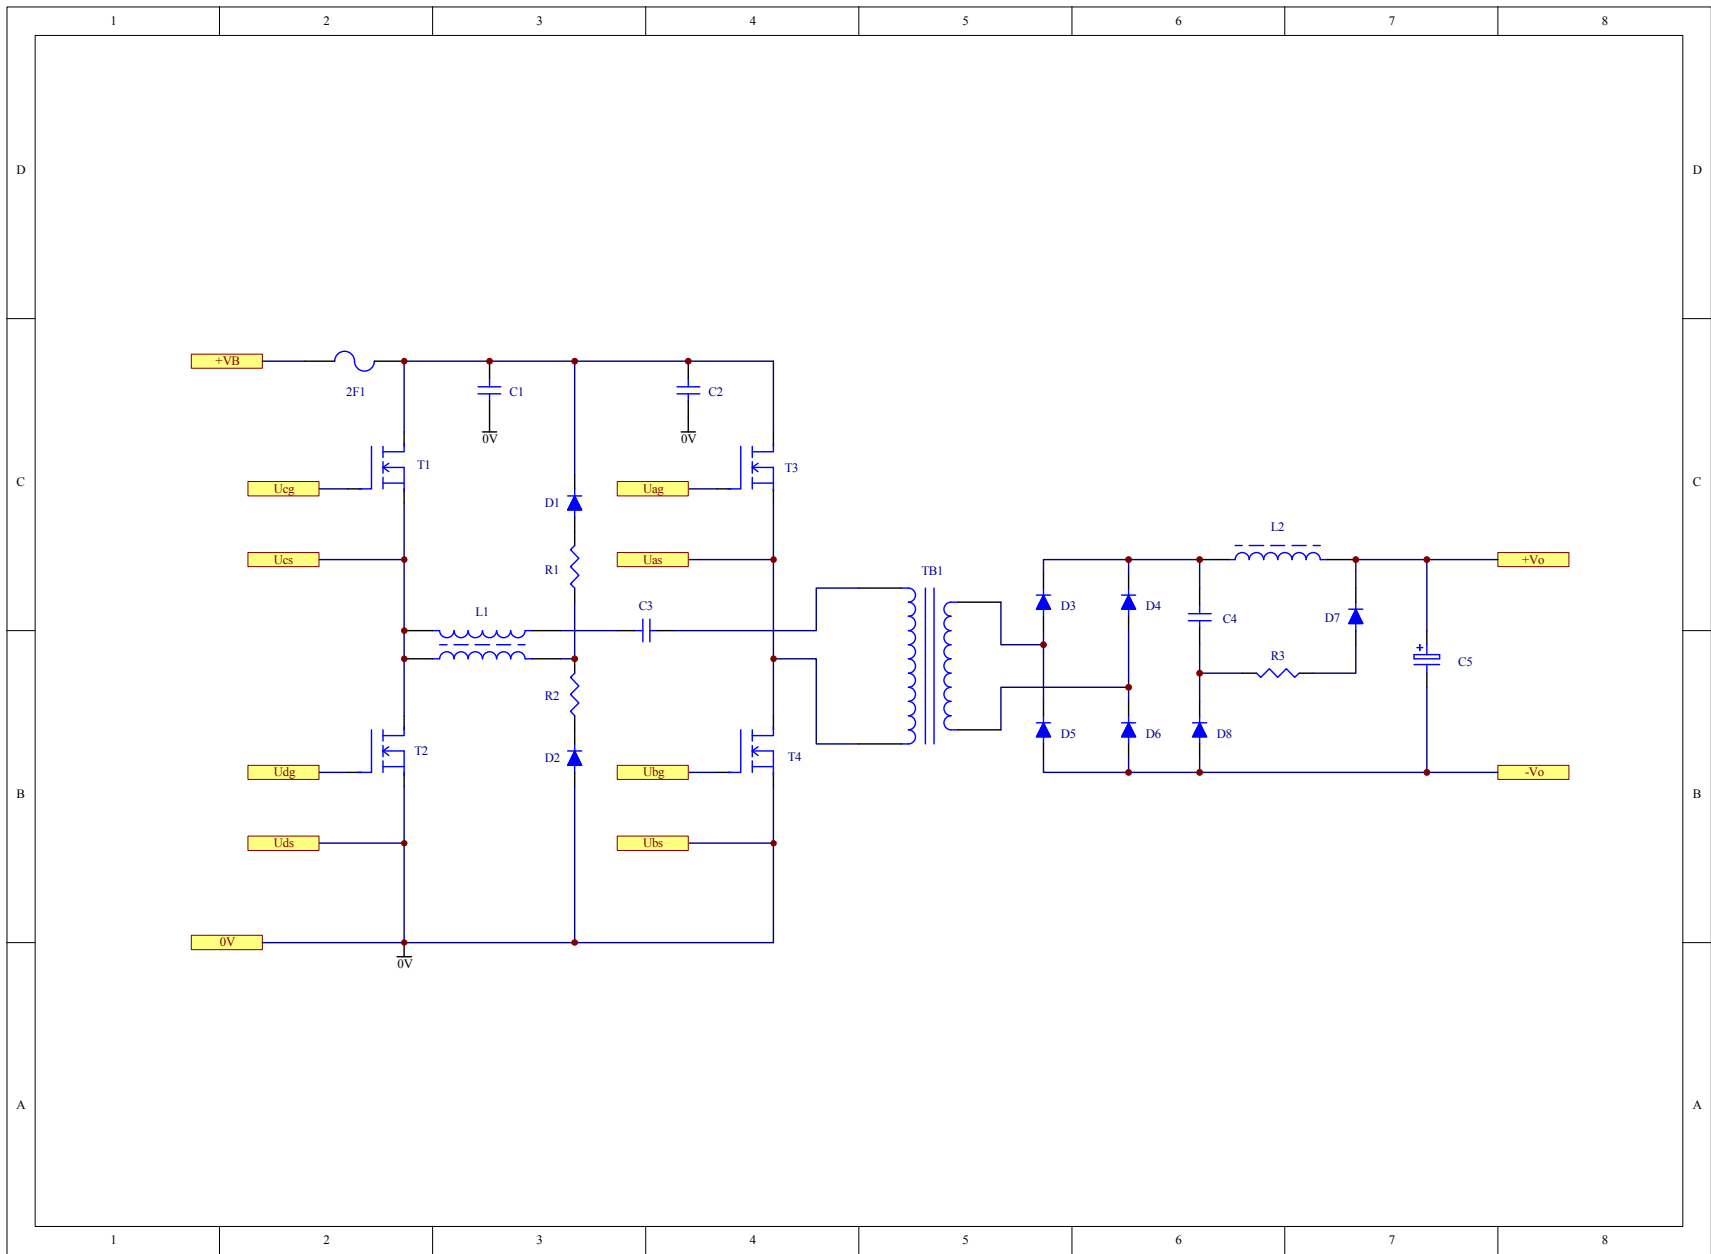 1 2 3 4 5 6 7 8
D D
+VB
2F1 C1 C2
0V 0V
T1 T3
C C
Ucg Uag
D1
L2
Ucs Uas +Vo
R1 TB1
L1 C3 D3 D4
C4 D7
R3 C5
R2
D5 D6 D8
T2 D2 T4
Udg Ubg -Vo
B B
Uds Ubs
0V
0V
A A
1 2 3 4 5 6 7 8